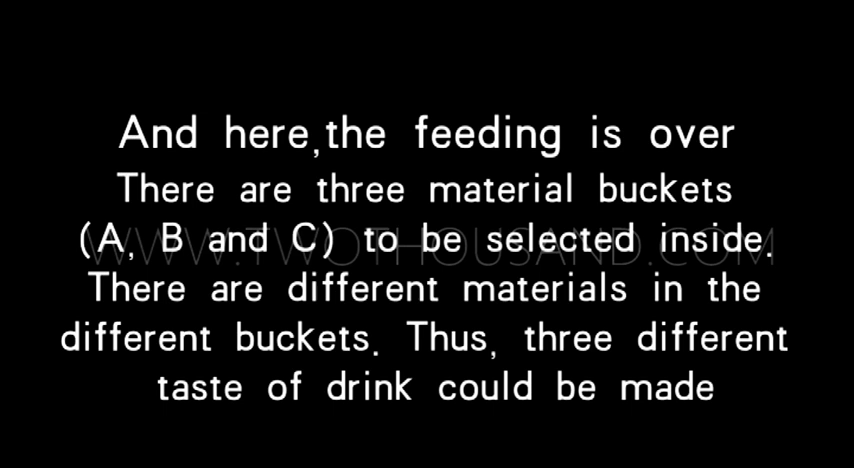 And here,the feeding is over
There are three material buckets
(A, B and C) to be selected inside.
WWW.TWOTHOUSAND.COM
There are different materials in the
different buckets. Thus, three different
taste of drink could be made